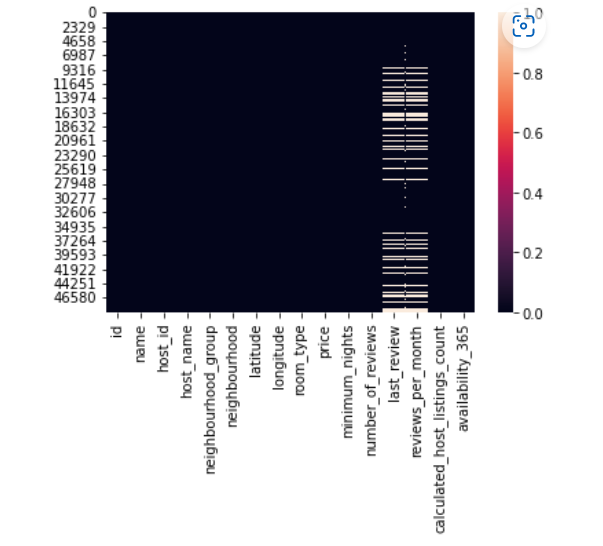 0
2329
4658
6987
9316
11645
13974
16303
18632
20961
23290
25619
27948
30277
32606
34935
37264
39593
41922
44251
46580
id
name
host_id
host_name
neighbourhood_group
neighbourhood
latitude
longitude
room_type
price
minimum_nights
number_of_reviews
last_review
reviews_per_month
calculated_host_listings_count
availability_365
1.0
0.8
0.6
0.4
0.2
0.0